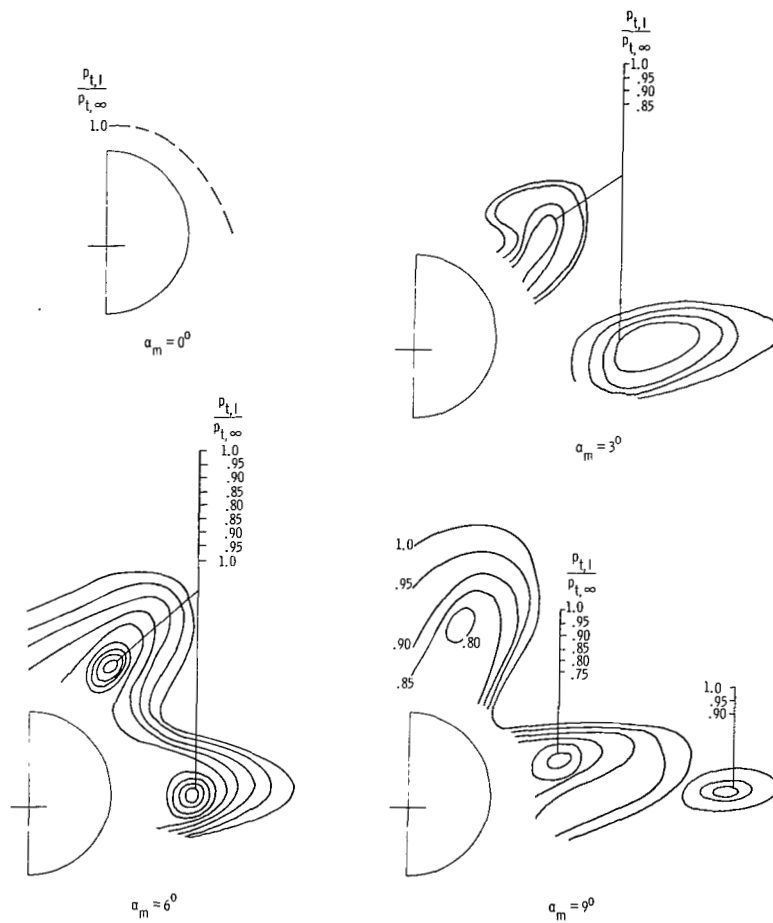 p_t,l
p_t,∞
1.0
α_m = 0°
p_t,l
p_t,∞
1.0
.95
.90
.85
α_m = 3°
p_t,l
p_t,∞
1.0
.95
.90
.85
.80
.85
.90
.95
1.0
α_m = 6°
1.0
.95
.90
.85
.80
p_t,l
p_t,∞
1.0
.95
.90
.85
.80
.75
1.0
.95
.90
α_m = 9°